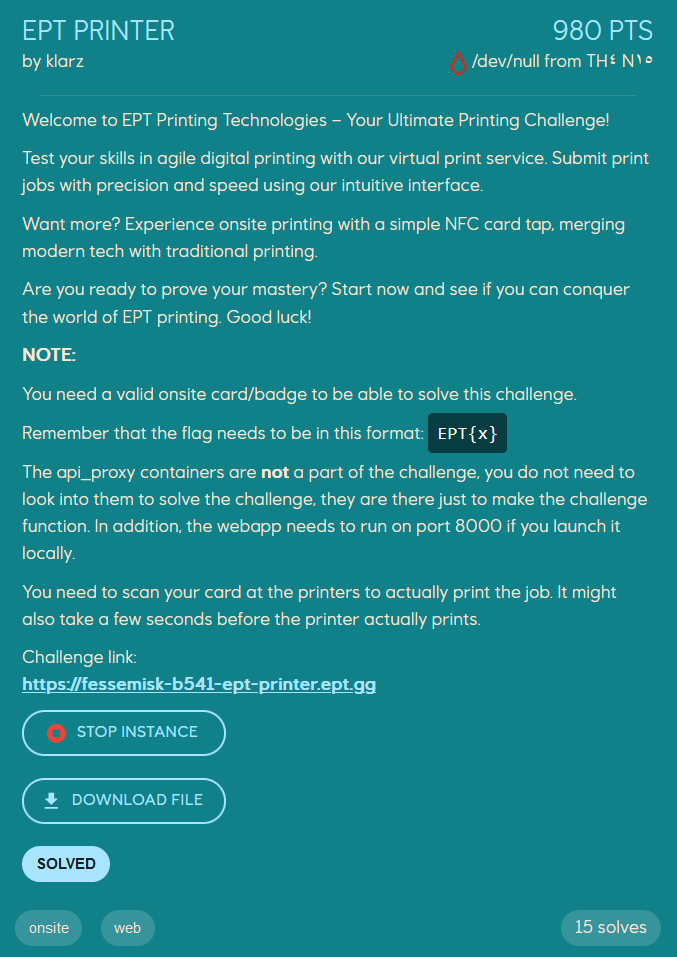 EPT PRINTER 980 PTS
by klarz /dev/null from TH٤ N١٥
Welcome to EPT Printing Technologies – Your Ultimate Printing Challenge!
Test your skills in agile digital printing with our virtual print service. Submit print
jobs with precision and speed using our intuitive interface.
Want more? Experience onsite printing with a simple NFC card tap, merging
modern tech with traditional printing.
Are you ready to prove your mastery? Start now and see if you can conquer
the world of EPT printing. Good luck!
NOTE:
You need a valid onsite card/badge to be able to solve this challenge.
Remember that the flag needs to be in this format: EPT{x}
The api_proxy containers are not a part of the challenge, you do not need to
look into them to solve the challenge, they are there just to make the challenge
function. In addition, the webapp needs to run on port 8000 if you launch it
locally.
You need to scan your card at the printers to actually print the job. It might
also take a few seconds before the printer actually prints.
Challenge link:
https://fessemisk-b541-ept-printer.ept.gg
STOP INSTANCE
DOWNLOAD FILE
SOLVED
onsite web 15 solves